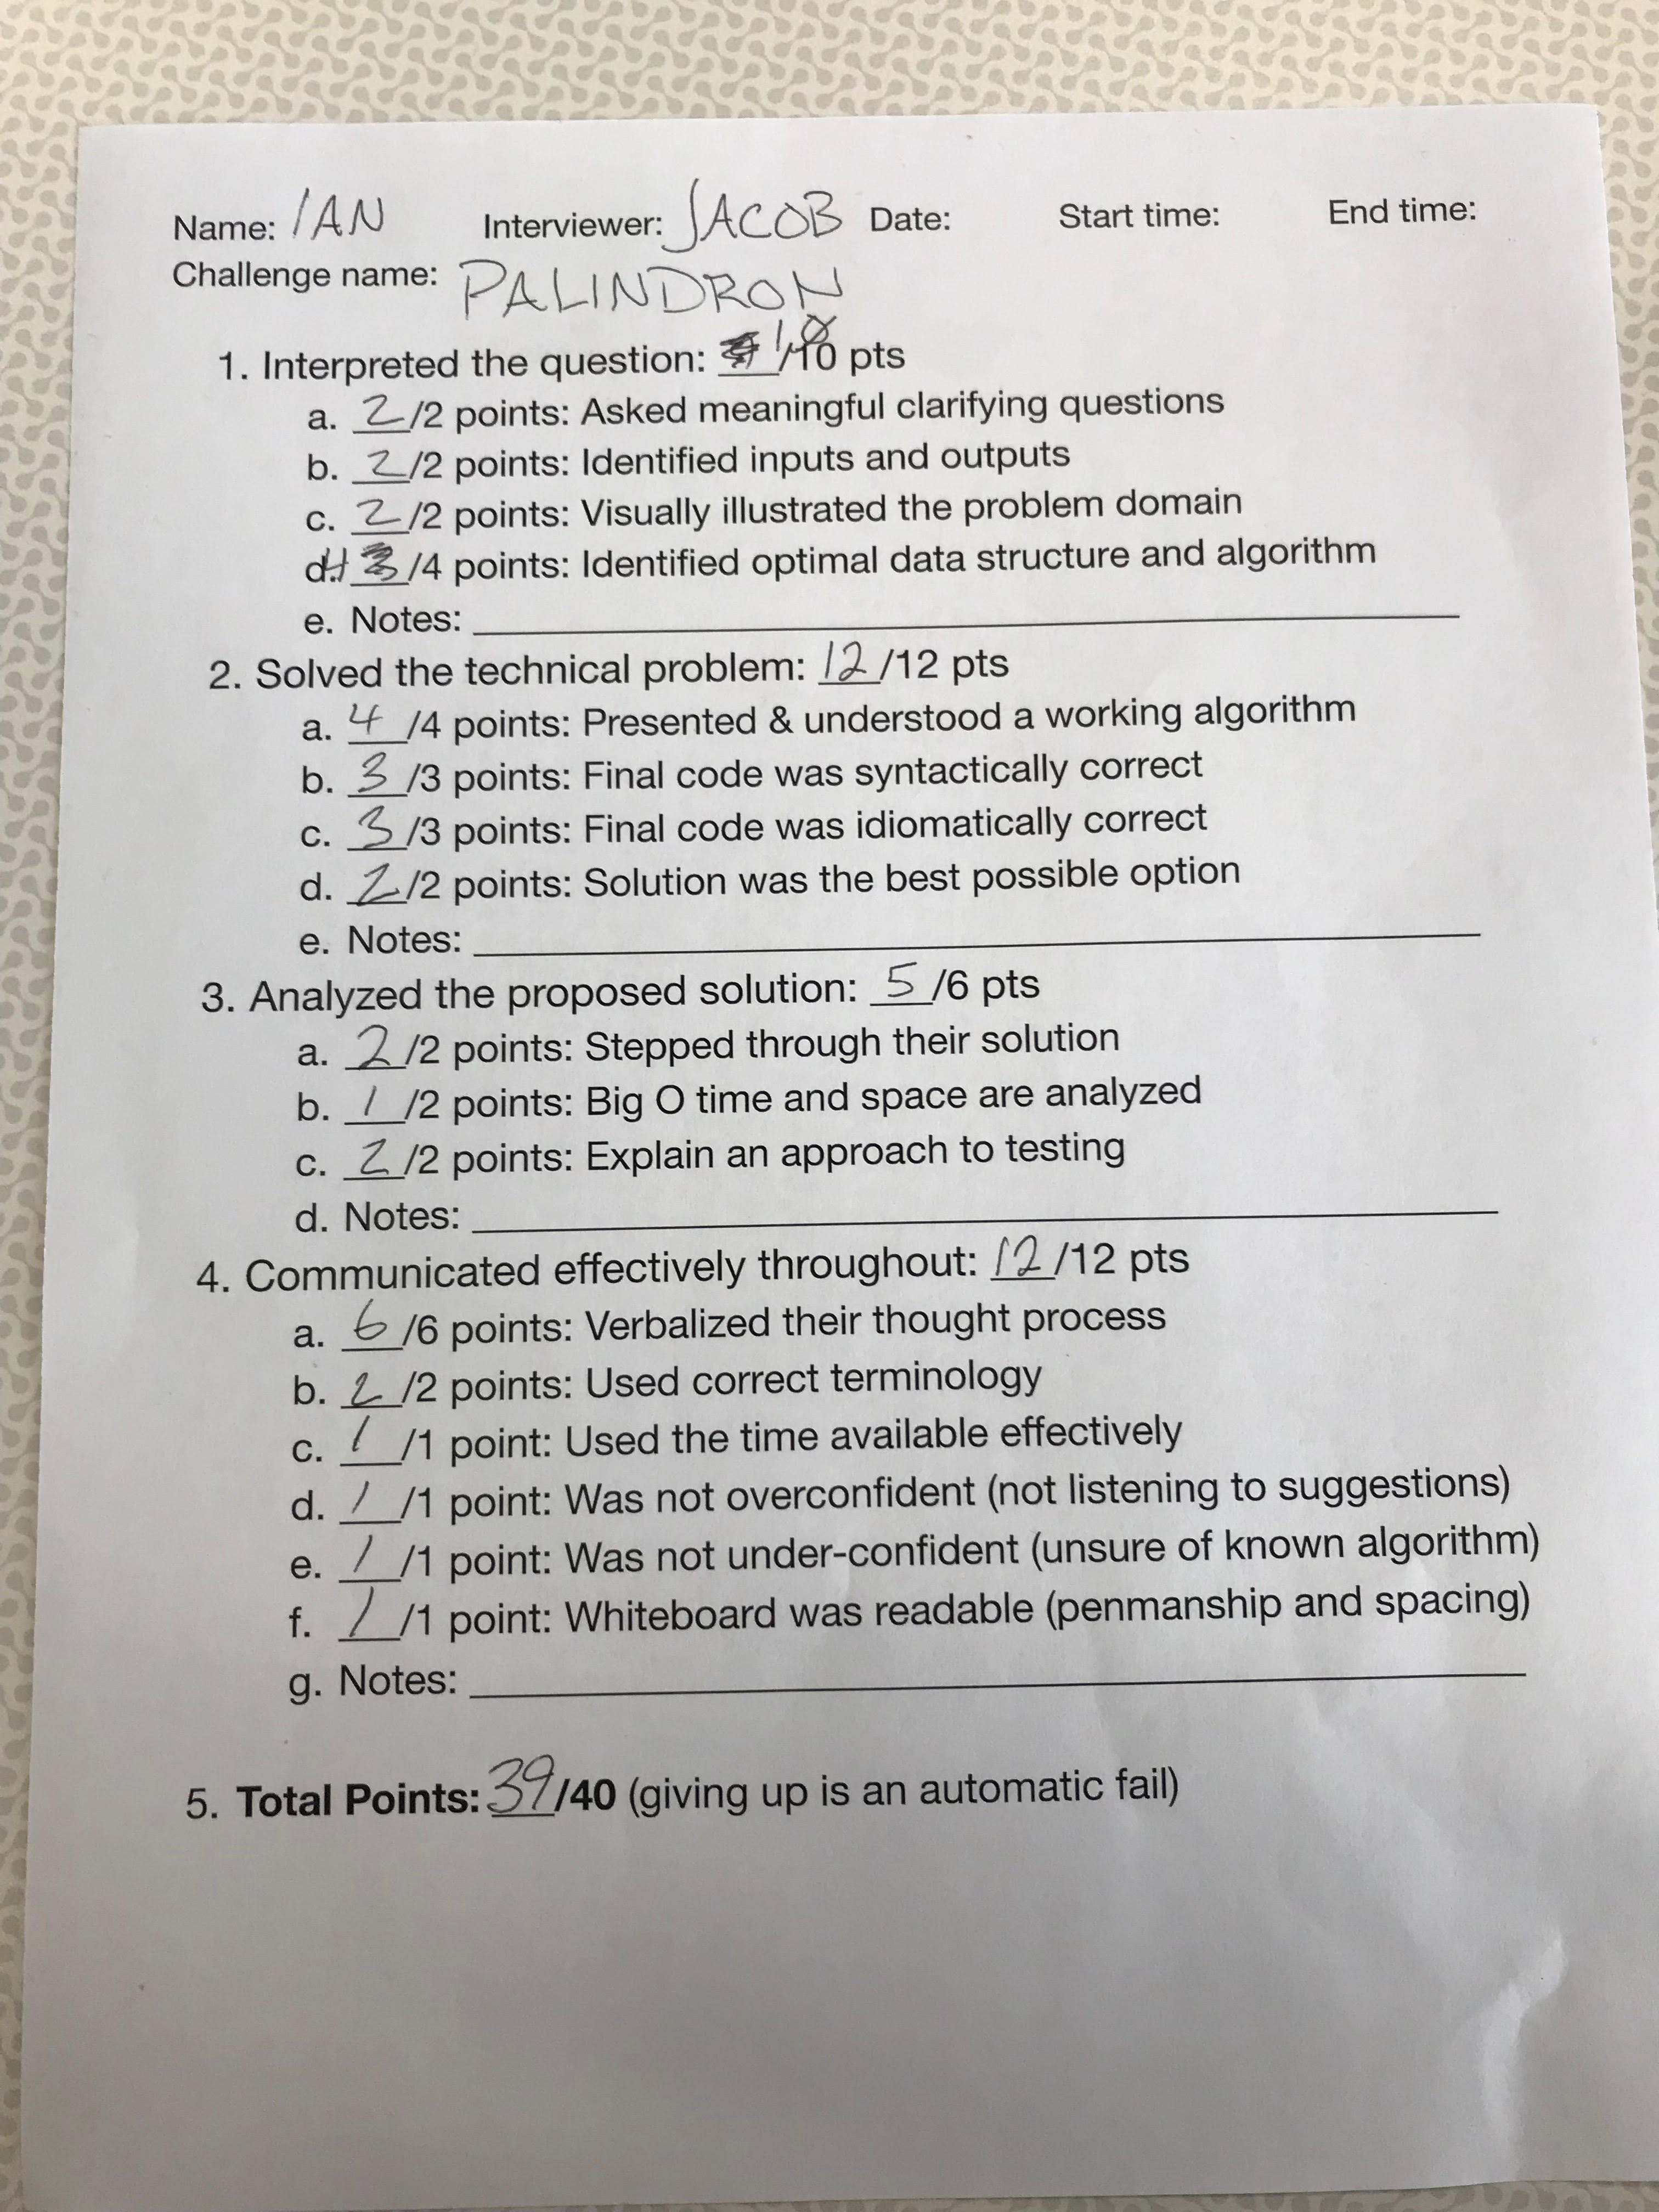 Name: IAN Interviewer: JACOB Date: Start time: End time:
Challenge name: PALINDROM
1. Interpreted the question: 10/10 pts
a. 2/2 points: Asked meaningful clarifying questions
b. 2/2 points: Identified inputs and outputs
c. 2/2 points: Visually illustrated the problem domain
d. 4 /4 points: Identified optimal data structure and algorithm
e. Notes:
2. Solved the technical problem: 12/12 pts
a. 4/4 points: Presented & understood a working algorithm
b. 3/3 points: Final code was syntactically correct
c. 3/3 points: Final code was idiomatically correct
d. 2/2 points: Solution was the best possible option
e. Notes:
3. Analyzed the proposed solution: 5/6 pts
a. 2/2 points: Stepped through their solution
b. 1/2 points: Big O time and space are analyzed
c. 2/2 points: Explain an approach to testing
d. Notes:
4. Communicated effectively throughout: 12/12 pts
a. 6/6 points: Verbalized their thought process
b. 2/2 points: Used correct terminology
c. 1/1 point: Used the time available effectively
d. 1/1 point: Was not overconfident (not listening to suggestions)
e. 1/1 point: Was not under-confident (unsure of known algorithm)
f. 1/1 point: Whiteboard was readable (penmanship and spacing)
g. Notes:
5. Total Points: 39/40 (giving up is an automatic fail)